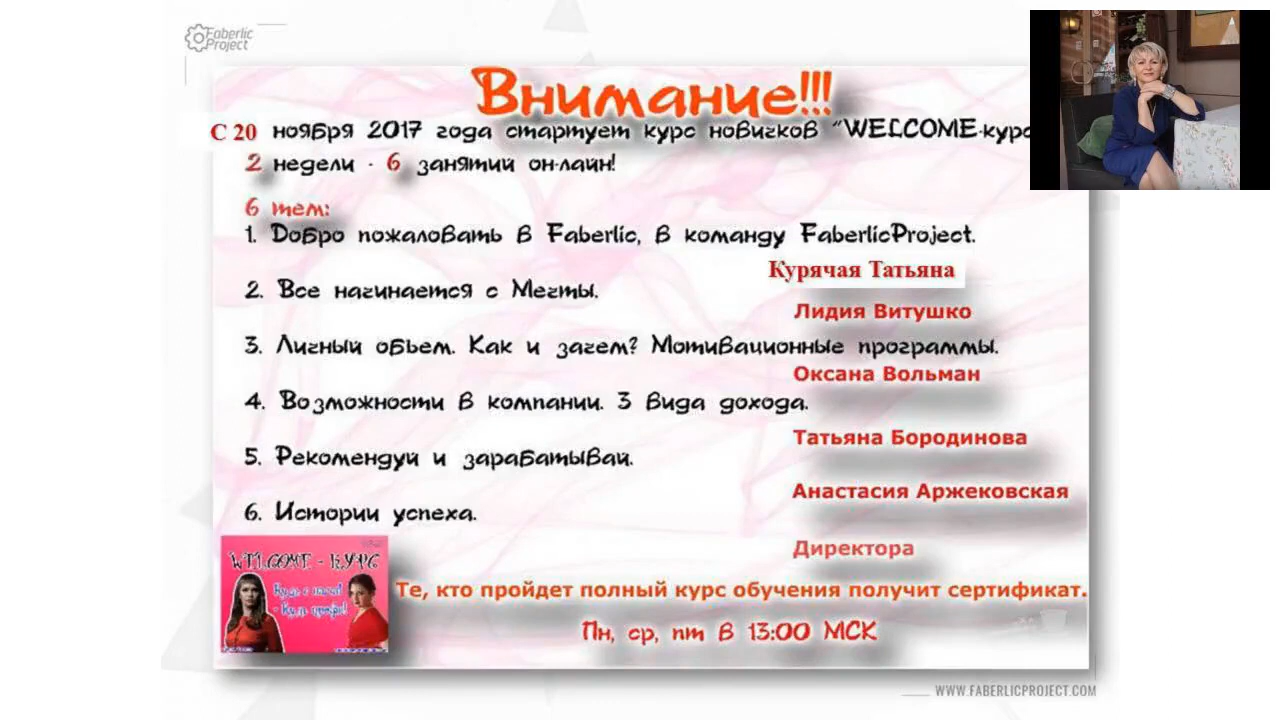 Faberlic
Project
Внимание!!!
С 20 ноября 2017 года стартует курс новичков "WELCOME-курс
2 недели - 6 занятий он-лайн!
6 тем:
1. Добро пожаловать в Faberlic, в команду FaberlicProject.
Курячая Татьяна
2. Все начинается с Мечты.
Лидия Витушко
3. Личный объем. Как и зачем? Мотивационные программы.
Оксана Вольман
4. Возможности в компании. 3 вида дохода.
Татьяна Бородинова
5. Рекомендуй и зарабатывай.
Анастасия Аржековская
6. Истории успеха.
Директора
WELCOME - КУРС
Те, кто пройдет полный курс обучения получит сертификат.
Пн, ср, пт в 13:00 МСК
WWW.FABERLICPROJECT.COM